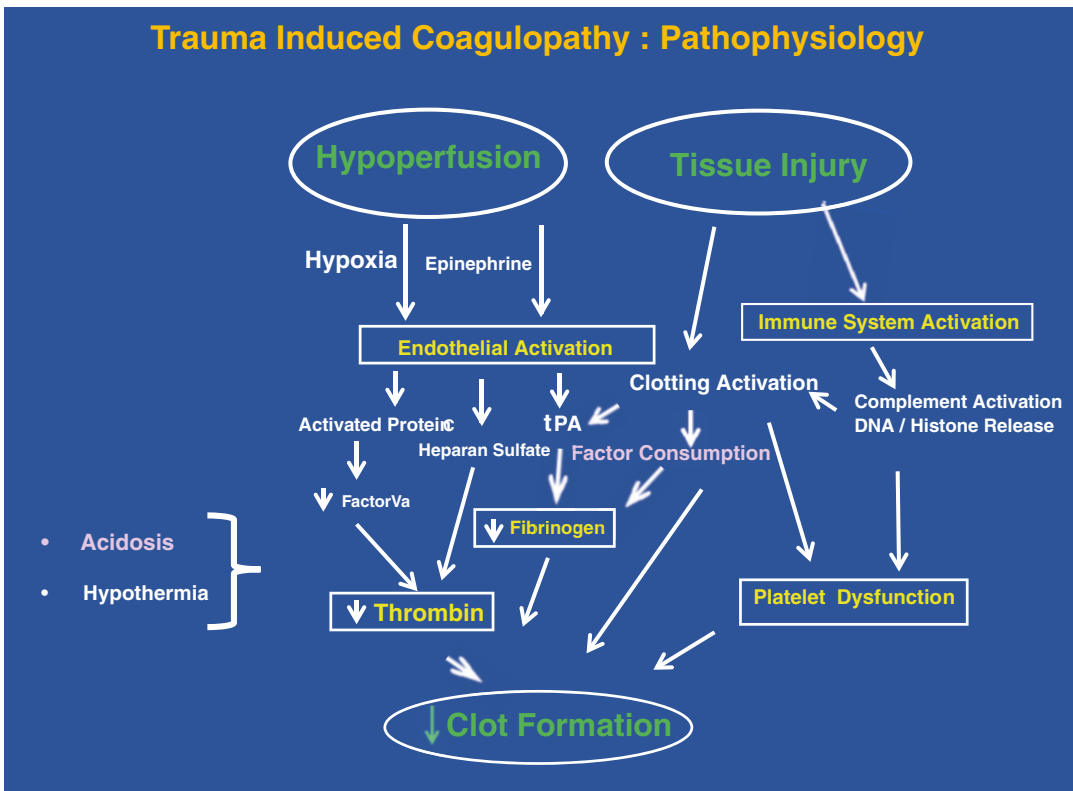 Trauma Induced Coagulopathy : Pathophysiology
Hypoperfusion
Tissue Injury
Hypoxia
Epinephrine
Immune System Activation
Endothelial Activation
Clotting Activation
Complement Activation
DNA / Histone Release
Activated Protein C
tPA
Heparan Sulfate
Factor Consumption
↓ FactorVa
↓ Fibrinogen
• Acidosis
• Hypothermia
↓ Thrombin
Platelet Dysfunction
↓ Clot Formation